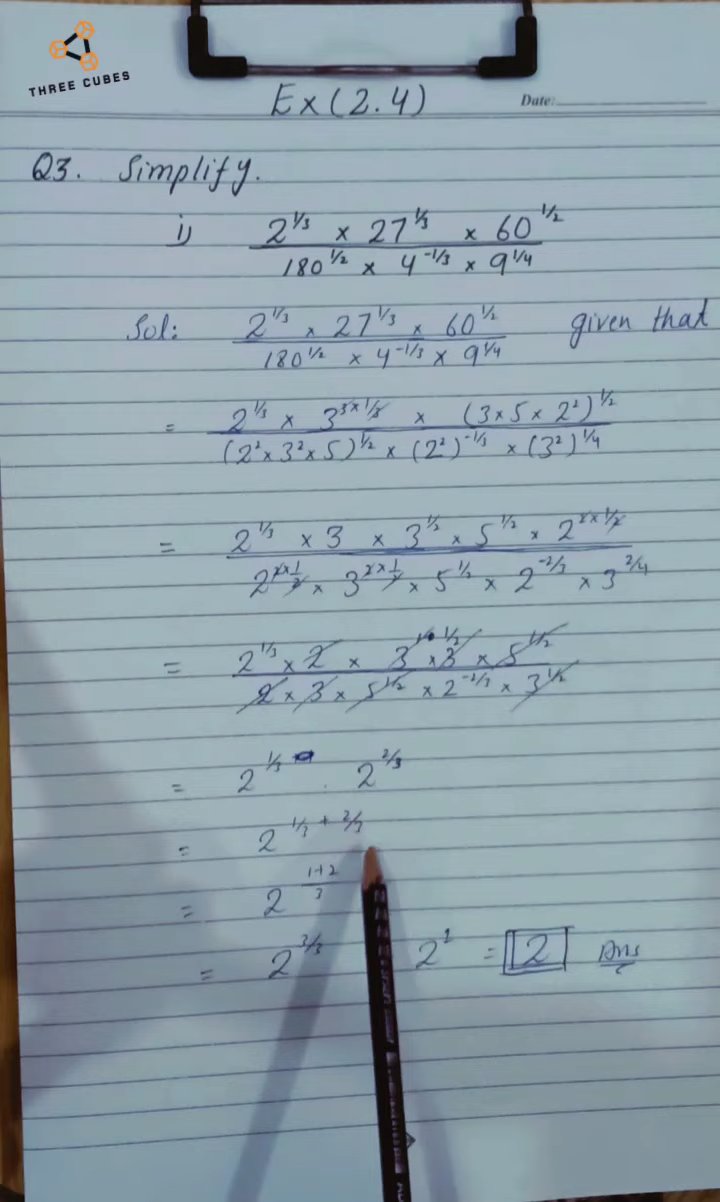 THREE CUBES
Ex(2.4)
Date:
Q3. Simplify.
i) 2^1/3 × 27^1/3 × 60^1/2
180^1/2 × 4^-1/3 × 9^1/4
Sol: 2^1/3 × 27^1/3 × 60^1/2 given that
180^1/2 × 4^-1/3 × 9^1/4
= 2^1/3 × 3^3×1/3 × (3×5×2^2)^1/2
(2^2×3^2×5)^1/2 × (2^2)^-1/3 × (3^2)^1/4
= 2^1/3 × 3 × 3^1/2 × 5^1/2 × 2^2×1/2
2^2×1/2 × 3^2×1/2 × 5^1/2 × 2^-2/3 × 3^2/4
= 2^1/3 × 2 × 3 × 3^1/2 × 5^1/2
2 × 3 × 5^1/2 × 2^-2/3 × 3^1/2
= 2^1/3 . 2^2/3
= 2^1/3 + 2/3
= 2^1+2/3
= 2^3/3 2^1 = 2 Ans